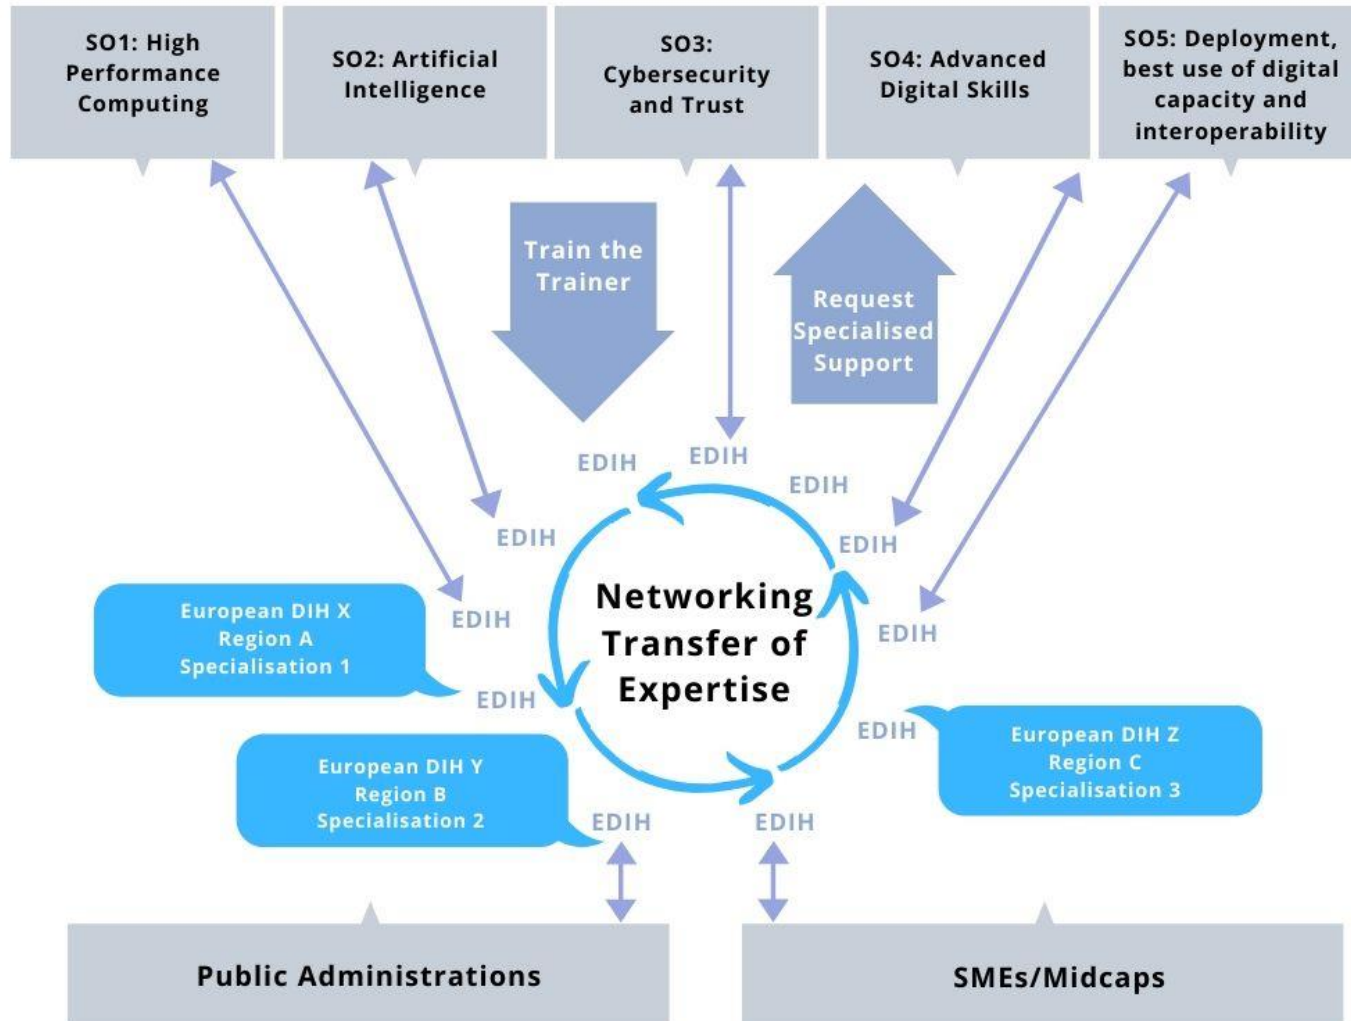 SO1: High
Performance
Computing
SO2: Artificial
Intelligence
SO3:
Cybersecurity
and Trust
SO4: Advanced
Digital Skills
SO5: Deployment,
best use of digital
capacity and
interoperability
Train the
Trainer
Request
Specialised
Support
EDIH
EDIH
EDIH
EDIH
EDIH
EDIH
EDIH
EDIH
EDIH
EDIH
EDIH
Networking
Transfer of
Expertise
European DIH X
Region A
Specialisation 1
European DIH Y
Region B
Specialisation 2
European DIH Z
Region C
Specialisation 3
Public Administrations
SMEs/Midcaps